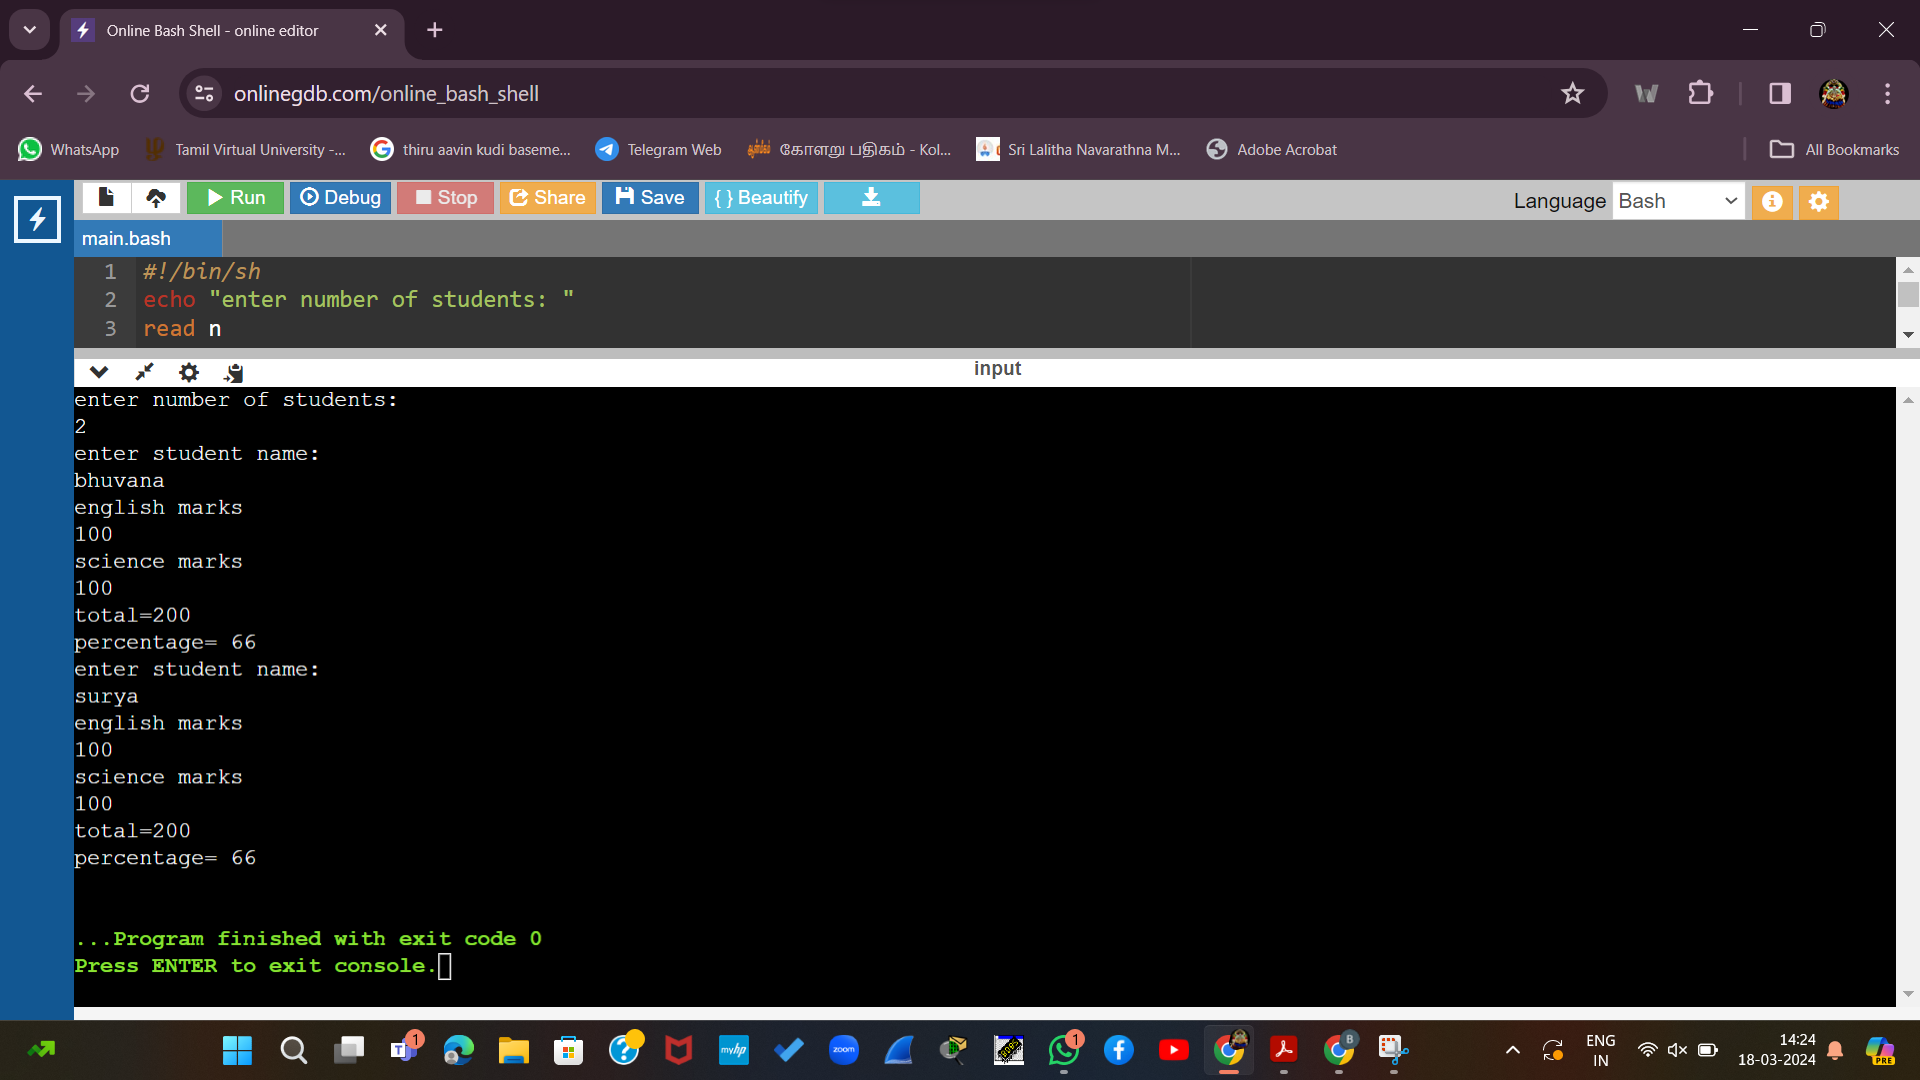 Online Bash Shell - online editor
onlinegdb.com/online_bash_shell
WhatsApp
Tamil Virtual University -...
thiru aavin kudi baseme...
Telegram Web
கோளறு பதிகம் - Kol...
Sri Lalitha Navarathna M...
Adobe Acrobat
All Bookmarks
Run
Debug
Stop
Share
Save
{ } Beautify
Language
Bash
main.bash
1 #!/bin/sh
2 echo "enter number of students: "
3 read n
input
enter number of students:
2
enter student name:
bhuvana
english marks
100
science marks
100
total=200
percentage= 66
enter student name:
surya
english marks
100
science marks
100
total=200
percentage= 66
...Program finished with exit code 0
Press ENTER to exit console.
1
myhp
zoom
1
B
ENG
IN
14:24
18-03-2024
PRE